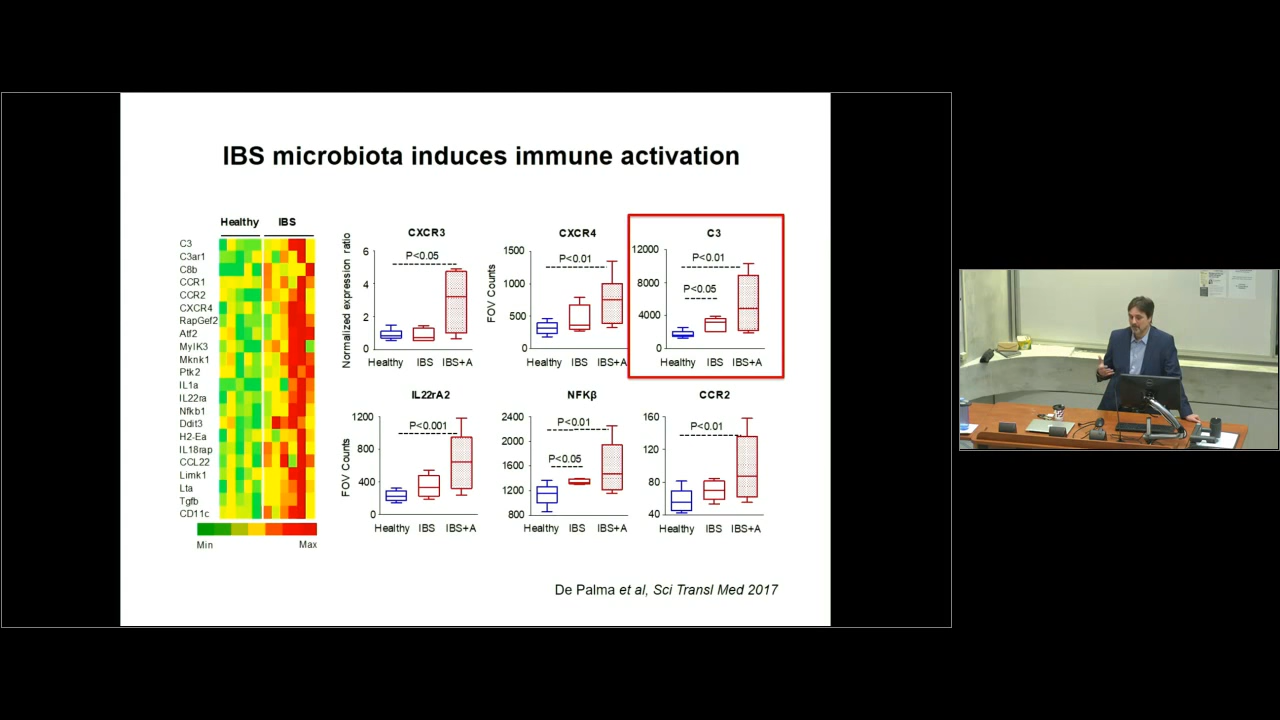 IBS microbiota induces immune activation
Healthy IBS
C3
C3ar1
C8b
CCR1
CCR2
CXCR4
RapGef2
Atf2
MylK3
Mknk1
Ptk2
IL1a
IL22ra
Nfkb1
Ddit3
H2-Ea
IL18rap
CCL22
Limk1
Lta
Tgfb
CD11c
Min Max
CXCR3
Normalized expression ratio
6
4
2
0
P<0.05
Healthy IBS IBS+A
CXCR4
FOV Counts
1500
1000
500
0
P<0.01
Healthy IBS IBS+A
C3
12000
8000
4000
0
P<0.01
P<0.05
Healthy IBS IBS+A
IL22rA2
FOV Counts
1200
800
400
0
P<0.001
Healthy IBS IBS+A
NFKβ
2400
2000
1600
1200
800
P<0.01
P<0.05
Healthy IBS IBS+A
CCR2
160
120
80
40
P<0.01
Healthy IBS IBS+A
De Palma et al, Sci Transl Med 2017